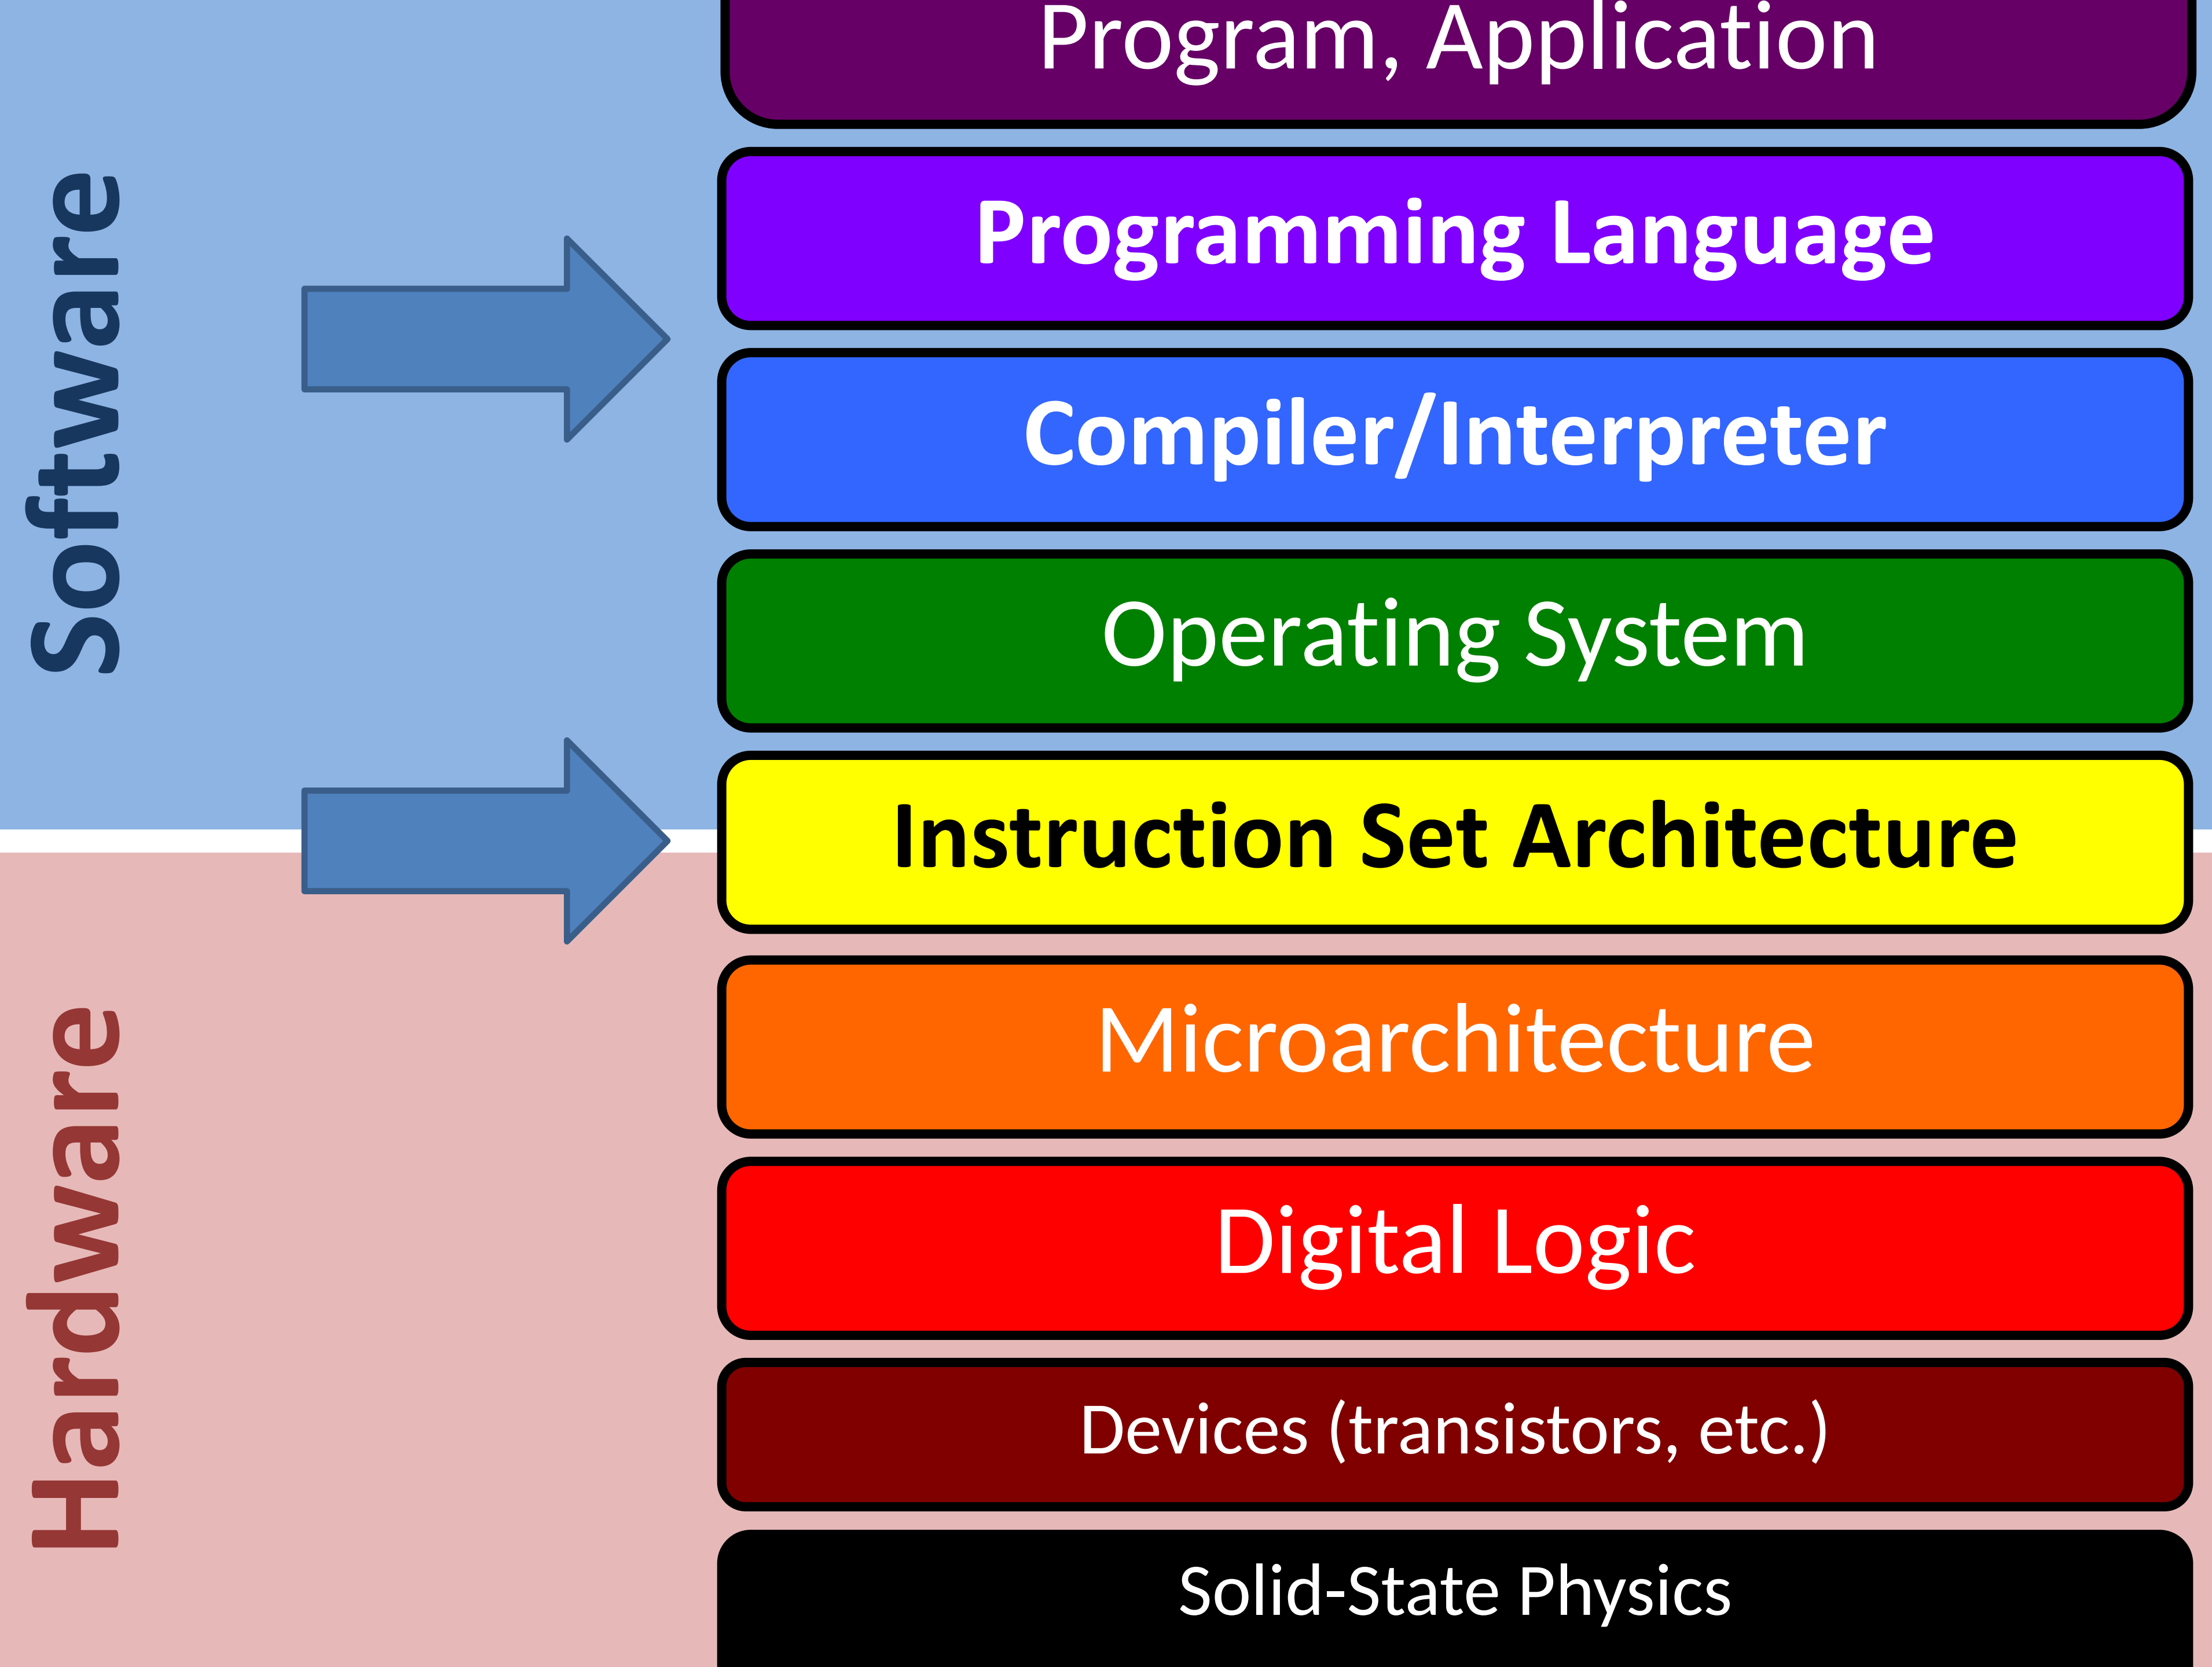 Software
Hardware
Program, Application
Programming Language
Compiler/Interpreter
Operating System
Instruction Set Architecture
Microarchitecture
Digital Logic
Devices (transistors, etc.)
Solid-State Physics